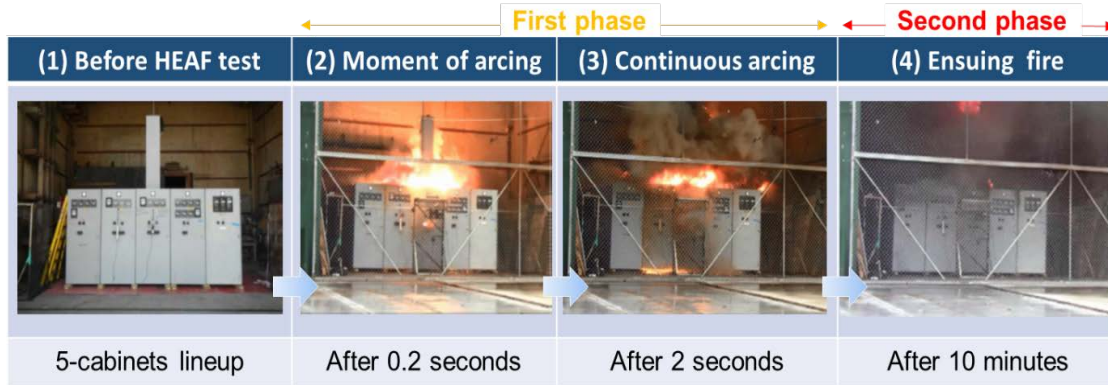 First phase
Second phase
(1) Before HEAF test
(2) Moment of arcing
(3) Continuous arcing
(4) Ensuing fire
5-cabinets lineup
After 0.2 seconds
After 2 seconds
After 10 minutes